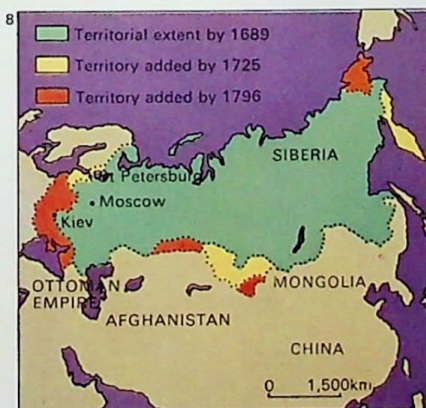 8
Territorial extent by 1689
Territory added by 1725
Territory added by 1796
SIBERIA
St Petersburg
Moscow
Kiev
OTTOMAN
EMPIRE
MONGOLIA
AFGHANISTAN
CHINA
0 1,500km.